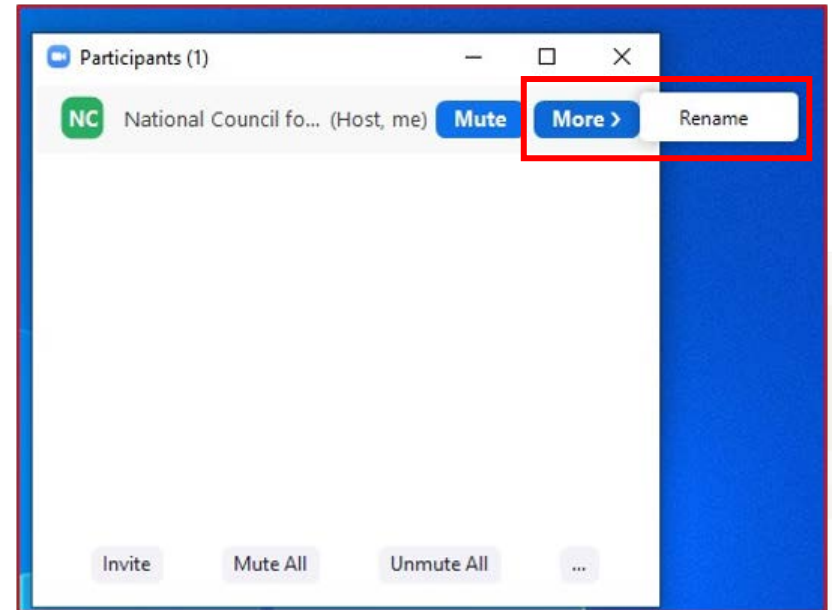 Participants (1)
NC National Council fo... (Host, me) Mute More > Rename
Invite Mute All Unmute All ...